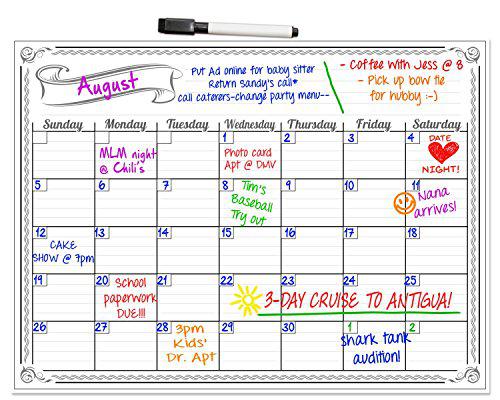 August
Put Ad online for baby sitter
Return Sandy's call*
call caterers-change party menu--
- Coffee with Jess @ 8
- Pick up bow tie
for hubby :-)
Sunday Monday Tuesday Wednesday Thursday Friday Saturday
1 2 3 4
MLM night
@ Chili's
Photo card
Apt @ DMV
DATE
NIGHT!
5 6 7 8 9 10 11
Tim's
Baseball
Try out
Nana
arrives!
12 13 14 15 16 17 18
CAKE
SHOW @ 7pm
19 20 21 22 23 24 25
School
paperwork
DUE!!!
3-DAY CRUISE TO ANTIGUA!
26 27 28 29 30 1 2
3pm
Kids'
Dr. Apt
Shark tank
audition!